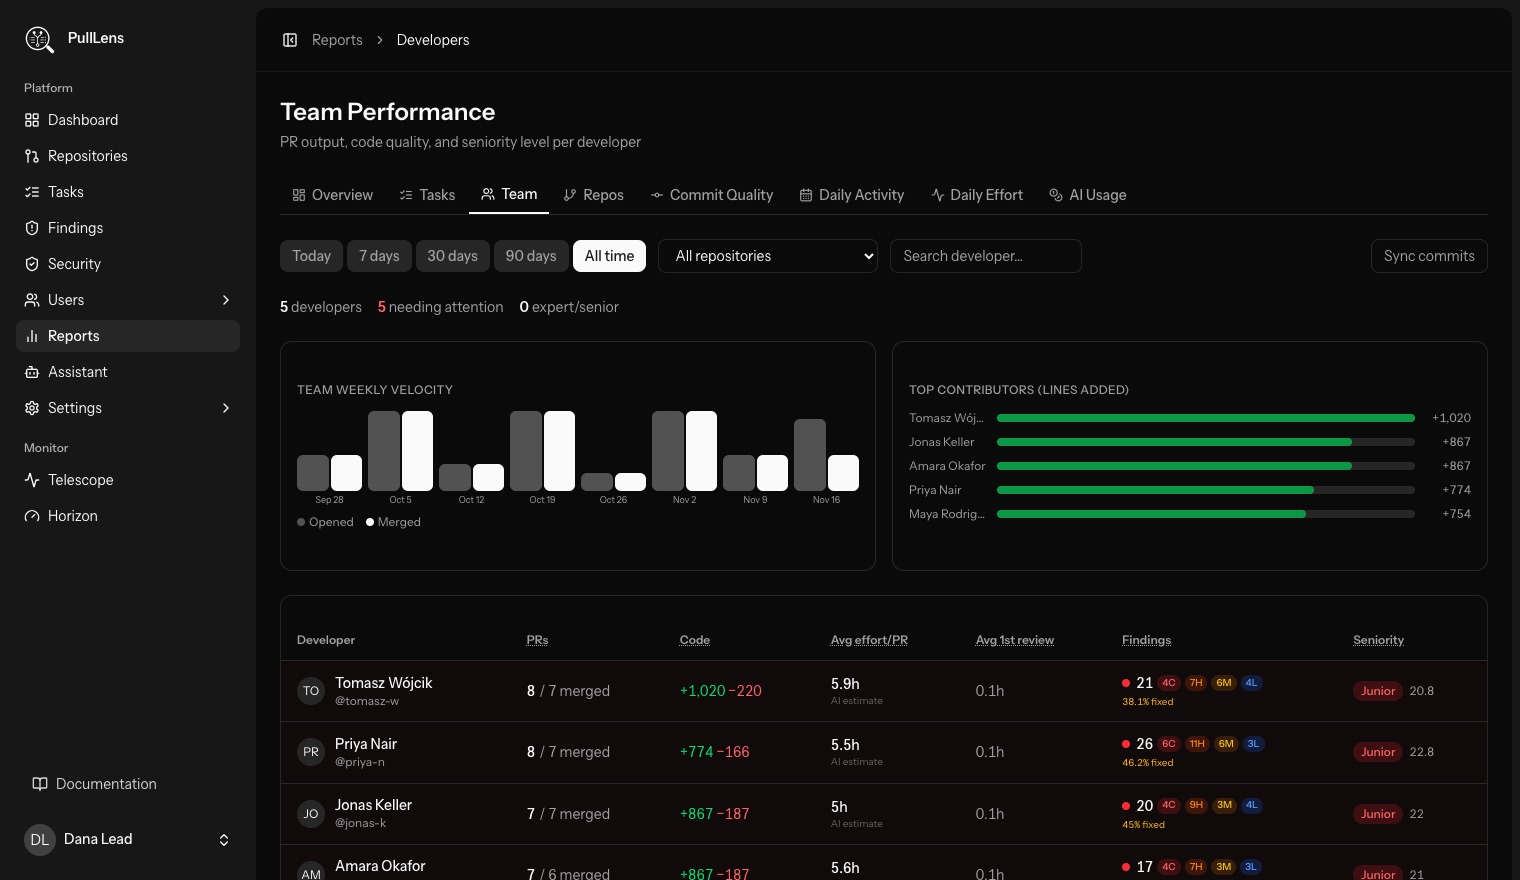 PullLens
Platform
Dashboard
Repositories
Tasks
Findings
Security
Users
Reports
Assistant
Settings
Monitor
Telescope
Horizon
Documentation
DL Dana Lead
Reports > Developers
Team Performance
PR output, code quality, and seniority level per developer
Overview Tasks Team Repos Commit Quality Daily Activity Daily Effort AI Usage
Today 7 days 30 days 90 days All time All repositories Search developer... Sync commits
5 developers 5 needing attention 0 expert/senior
TEAM WEEKLY VELOCITY
Sep 28 Oct 5 Oct 12 Oct 19 Oct 26 Nov 2 Nov 9 Nov 16
Opened Merged
TOP CONTRIBUTORS (LINES ADDED)
Tomasz Wój... +1,020
Jonas Keller +867
Amara Okafor +867
Priya Nair +774
Maya Rodrig... +754
Developer PRs Code Avg effort/PR Avg 1st review Findings Seniority
TO Tomasz Wójcik 8 / 7 merged +1,020 −220 5.9h 0.1h 21 4C 7H 6M 4L Junior 20.8
@tomasz-w AI estimate 38.1% fixed
PR Priya Nair 8 / 7 merged +774 −166 5.5h 0.1h 26 6C 11H 6M 3L Junior 22.8
@priya-n AI estimate 46.2% fixed
JO Jonas Keller 7 / 7 merged +867 −187 5h 0.1h 20 4C 9H 3M 4L Junior 22
@jonas-k AI estimate 45% fixed
AM Amara Okafor 7 / 6 merged +867 −187 5.6h 0.1h 17 4C 7H 3M 3L Junior 21